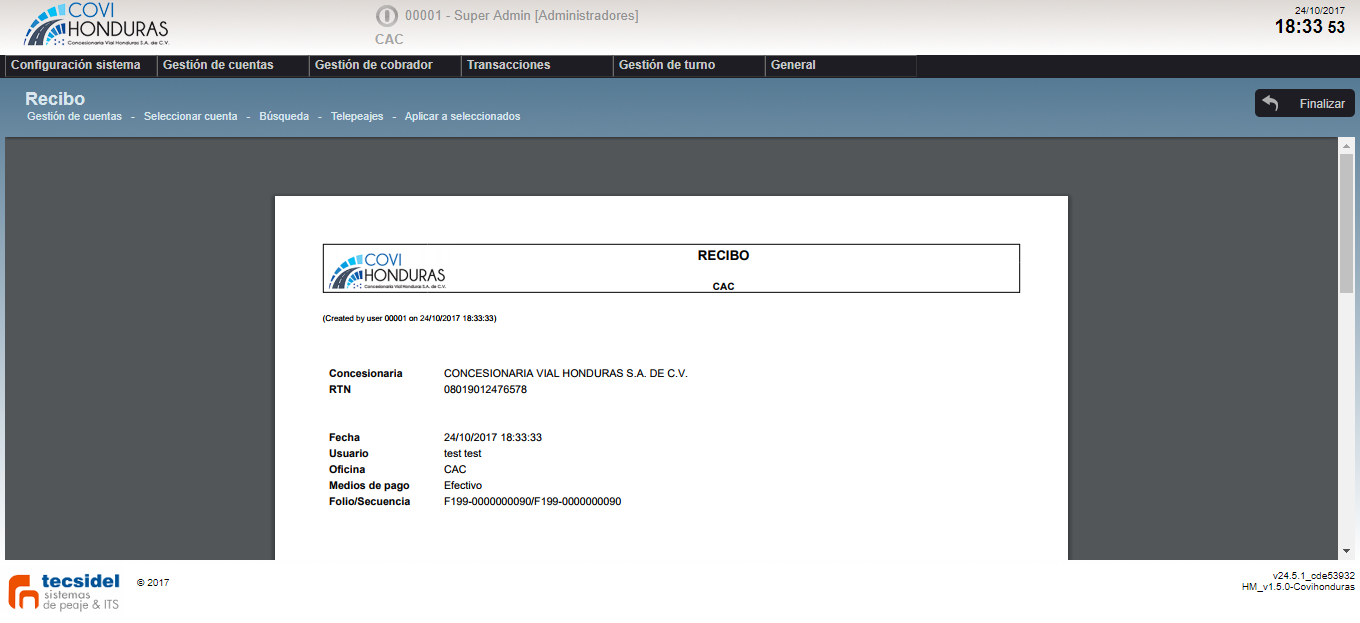 COVI
HONDURAS
Concesionaria Vial Honduras S.A. de C.V.
00001 - Super Admin [Administradores]
CAC
24/10/2017
18:33 53
Configuración sistema Gestión de cuentas Gestión de cobrador Transacciones Gestión de turno General
Recibo
Gestión de cuentas - Seleccionar cuenta - Búsqueda - Telepeajes - Aplicar a seleccionados
Finalizar
COVI
HONDURAS
Concesionaria Vial Honduras S.A. de C.V.
RECIBO
CAC
(Created by user 00001 on 24/10/2017 18:33:33)
Concesionaria CONCESIONARIA VIAL HONDURAS S.A. DE C.V.
RTN 08019012476578
Fecha 24/10/2017 18:33:33
Usuario test test
Oficina CAC
Medios de pago Efectivo
Folio/Secuencia F199-0000000090/F199-0000000090
tecsidel
sistemas
de peaje & ITS
© 2017
v24.5.1_cde53932
HM_v1.5.0-Covihonduras